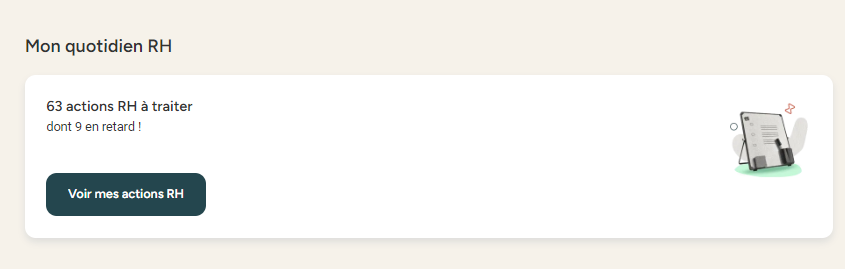 Mon quotidien RH
63 actions RH à traiter
dont 9 en retard !
Voir mes actions RH